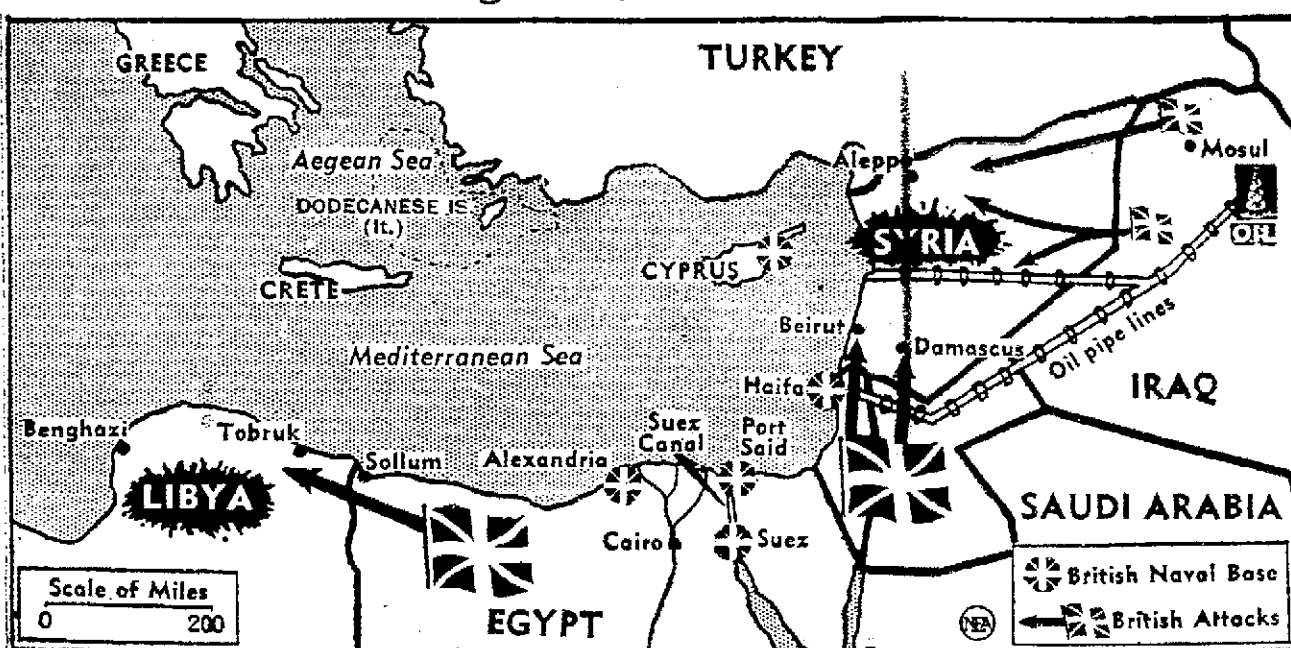 GREECE
TURKEY
Aegean Sea
DODECANESE IS.
(It.)
CRETE
CYPRUS
Mediterranean Sea
Aleppo
Mosul
OIL
SYRIA
Beirut
Damascus
Oil pipe lines
Haifa
IRAQ
Benghazi
Tobruk
Sollum
LIBYA
Alexandria
Suez
Canal
Port
Said
Cairo
Suez
SAUDI ARABIA
EGYPT
Scale of Miles
0 200
NEA
British Naval Base
British Attacks